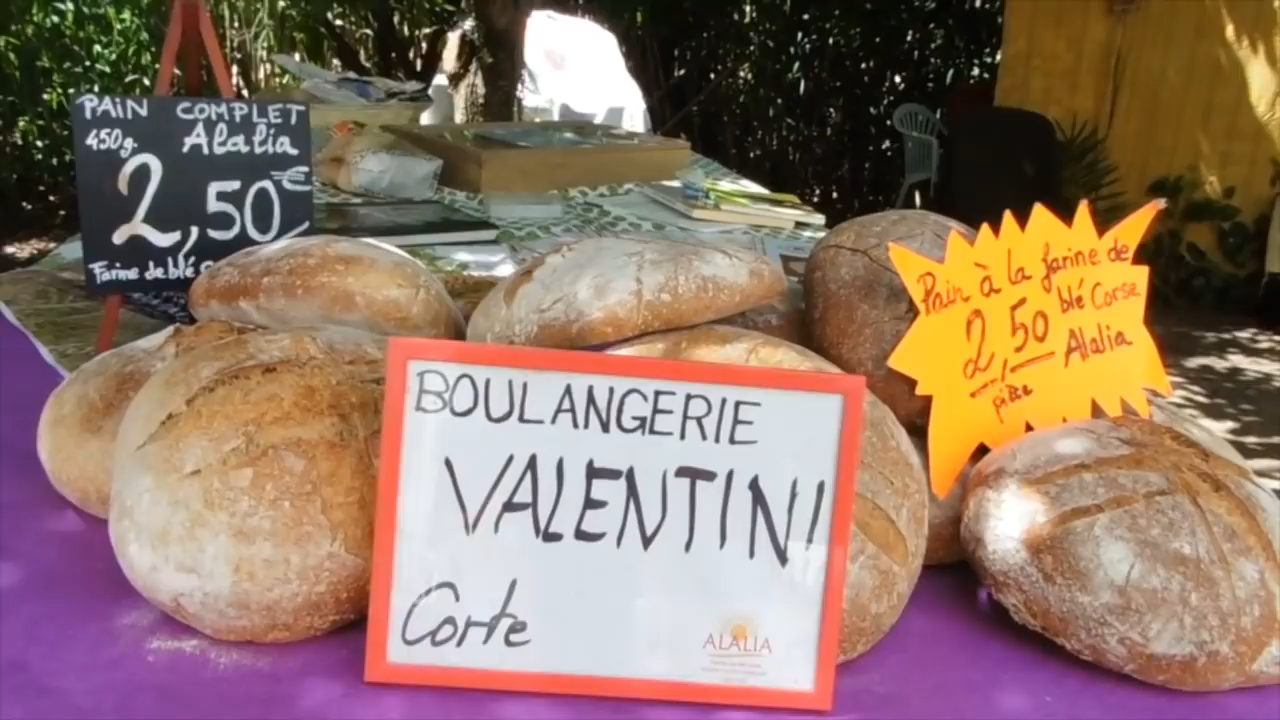 PAIN COMPLET
450g. Alalia
2,50€
Farine de blé
BOULANGERIE
VALENTINI
Corte
ALALIA
Pain à la farine de
blé Corse
2,50
Alalia
pièce